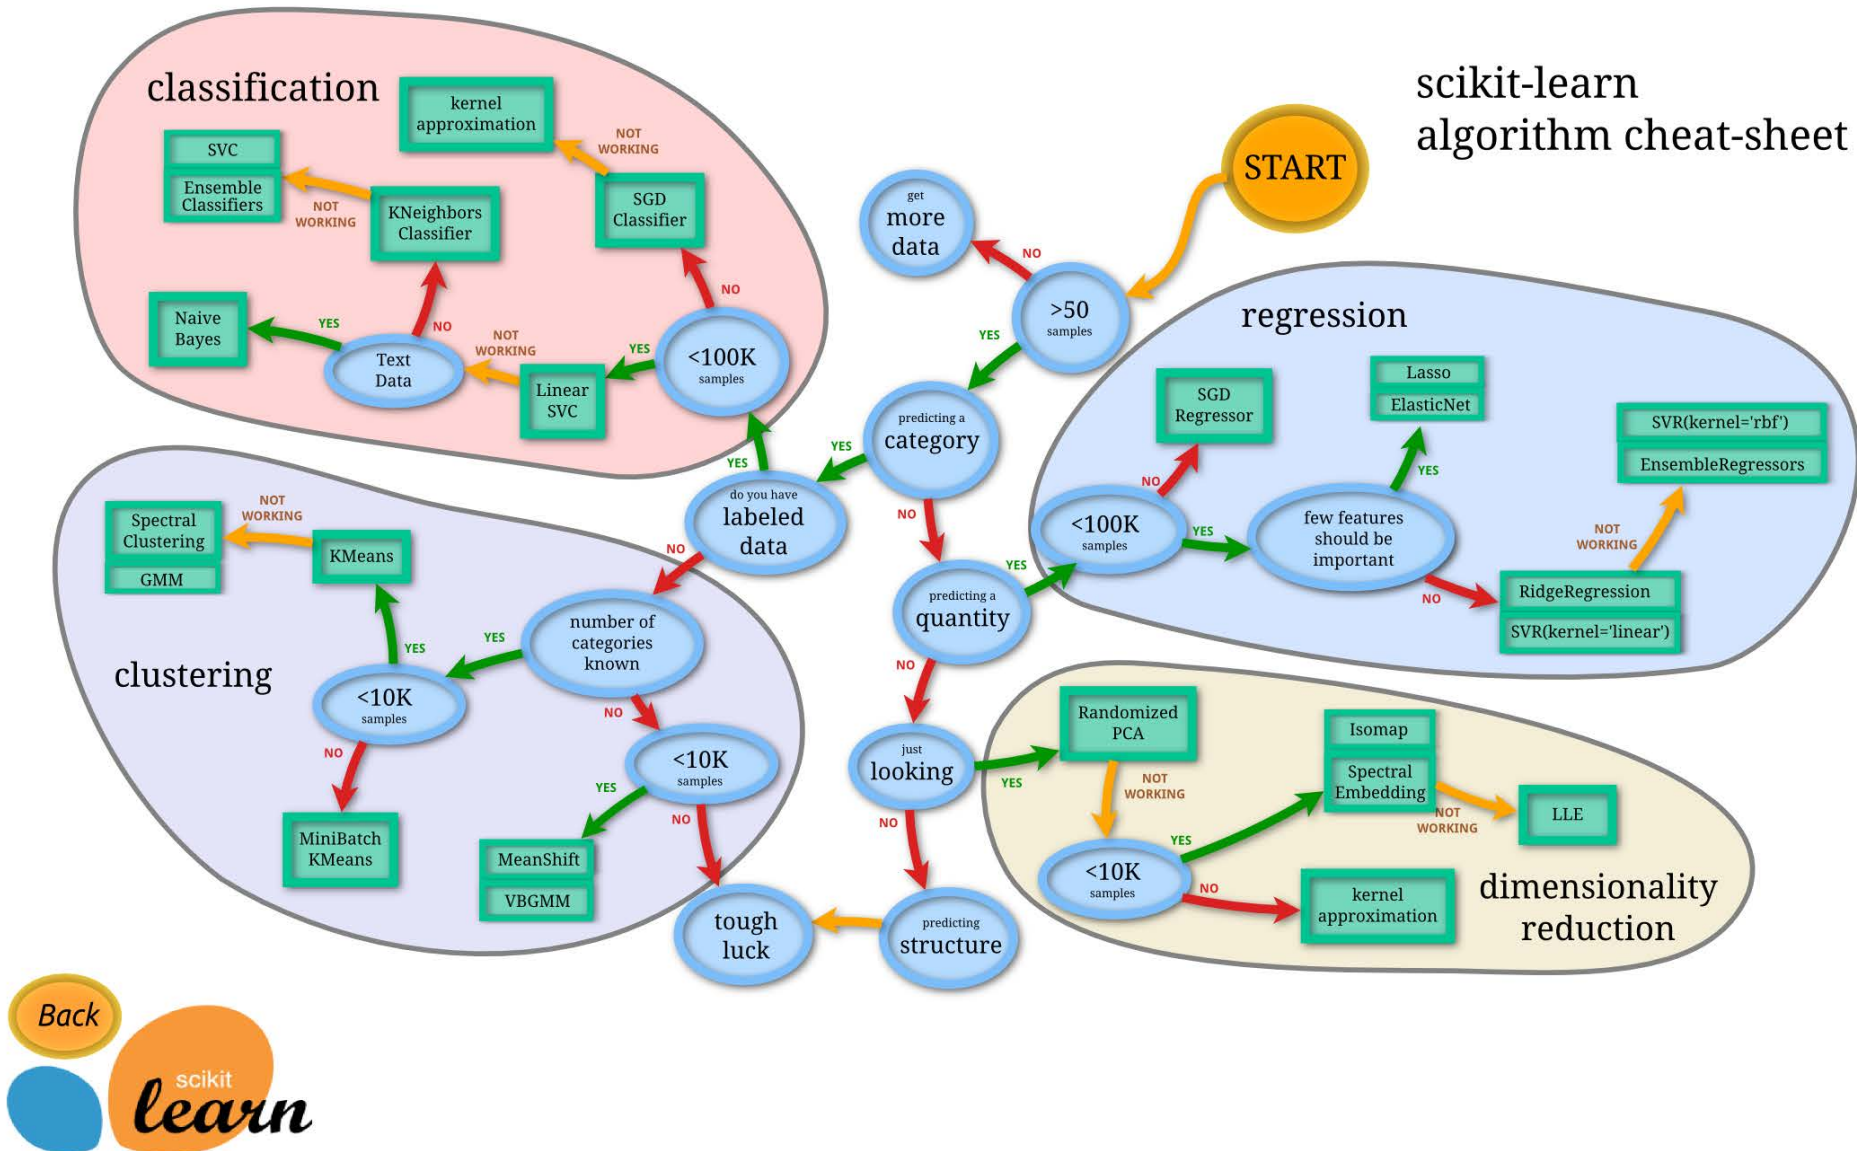 scikit-learn
algorithm cheat-sheet
START
classification
kernel
approximation
NOT
WORKING
SVC
Ensemble
Classifiers
NOT
WORKING
KNeighbors
Classifier
SGD
Classifier
NO
Naive
Bayes
YES
NO
Text
Data
NOT
WORKING
Linear
SVC
YES
<100K
samples
YES
get
more
data
NO
>50
samples
YES
predicting a
category
YES
NO
do you have
labeled
data
NO
predicting a
quantity
YES
NO
just
looking
YES
NO
predicting
structure
tough
luck
regression
SGD
Regressor
NO
Lasso
ElasticNet
YES
<100K
samples
YES
few features
should be
important
NO
SVR(kernel='rbf')
EnsembleRegressors
NOT
WORKING
RidgeRegression
SVR(kernel='linear')
clustering
Spectral
Clustering
GMM
NOT
WORKING
KMeans
YES
<10K
samples
YES
number of
categories
known
NO
NO
MiniBatch
KMeans
<10K
samples
YES
NO
MeanShift
VBGMM
Randomized
PCA
NOT
WORKING
<10K
samples
YES
NO
Isomap
Spectral
Embedding
NOT
WORKING
LLE
kernel
approximation
dimensionality
reduction
Back
scikit
learn